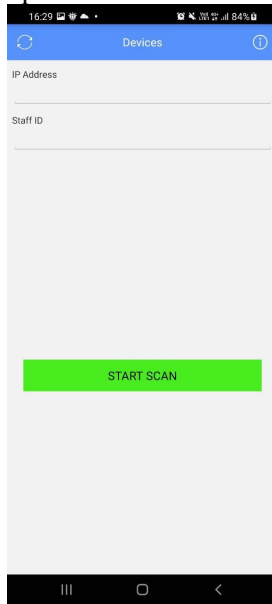 16:29 84%
Devices
IP Address
Staff ID
START SCAN